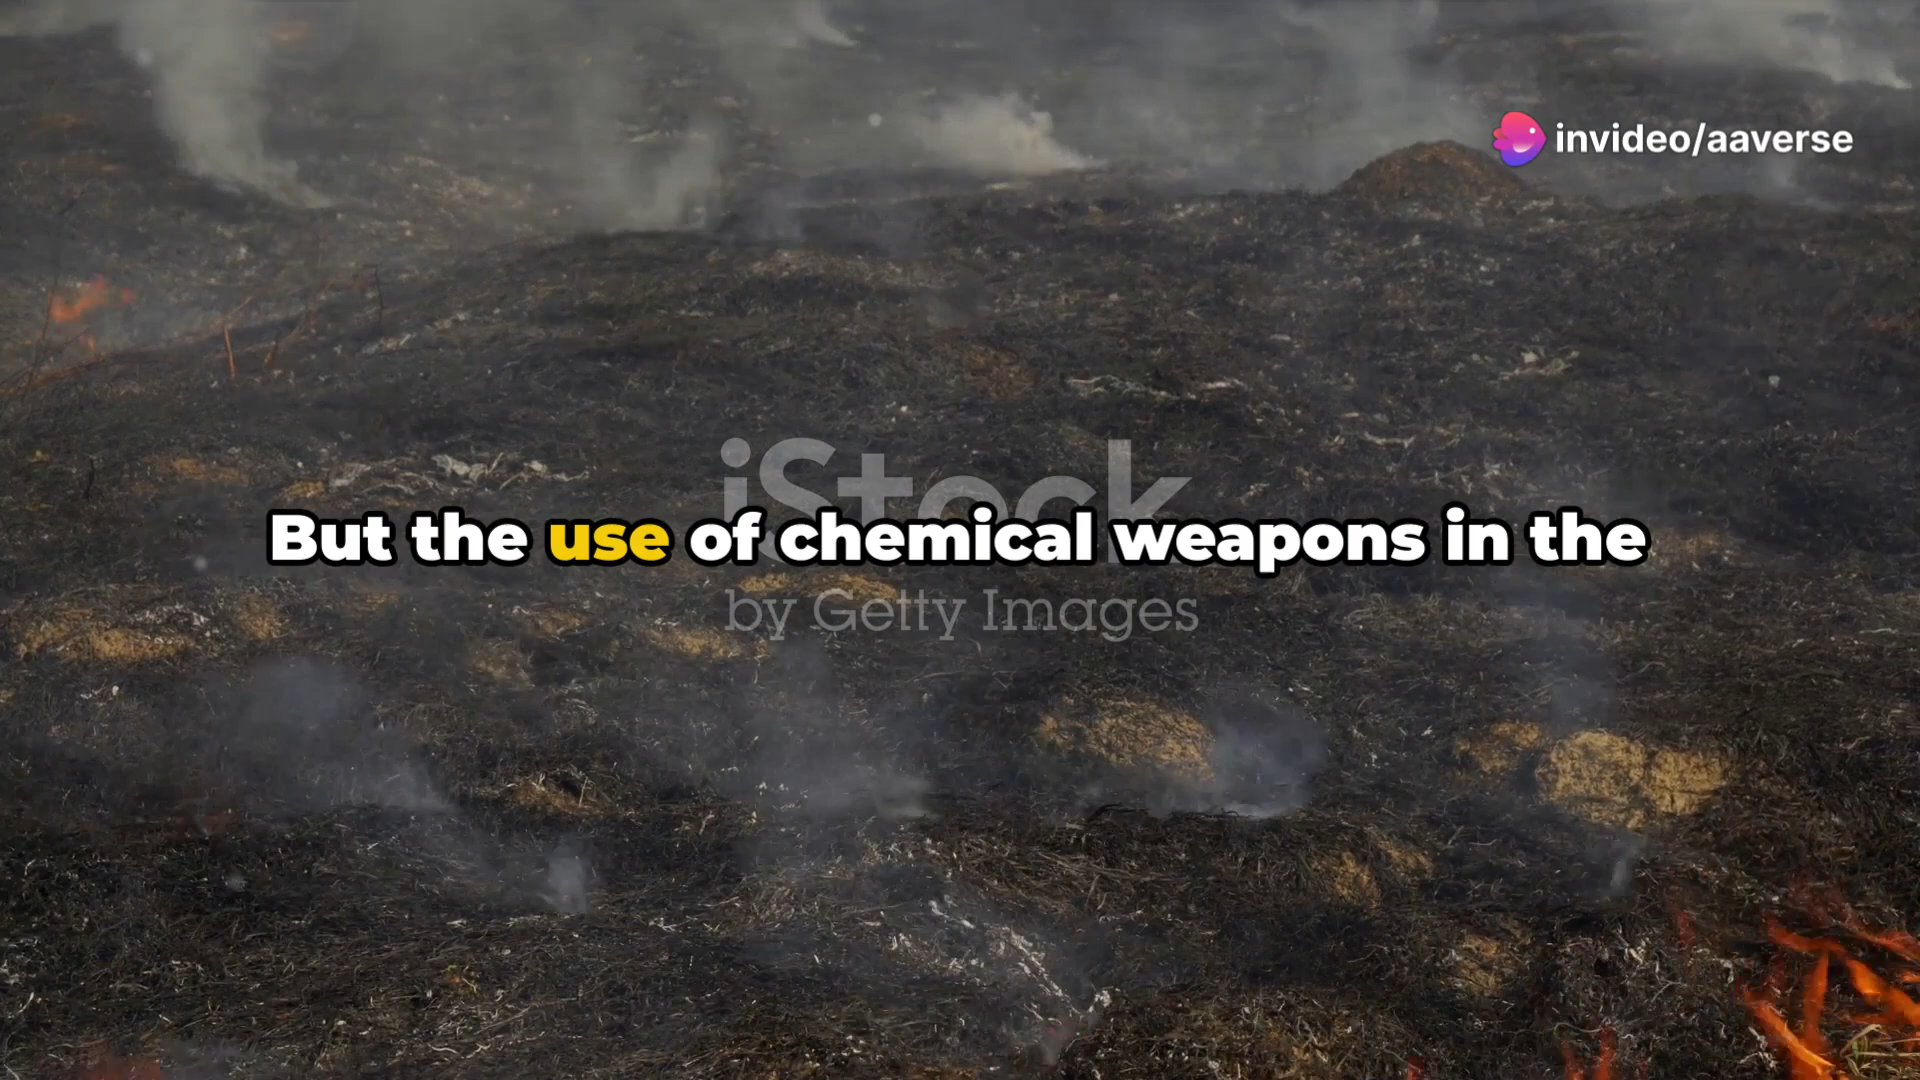 invideo/aaverse
iStock
But the use of chemical weapons in the
by Getty Images